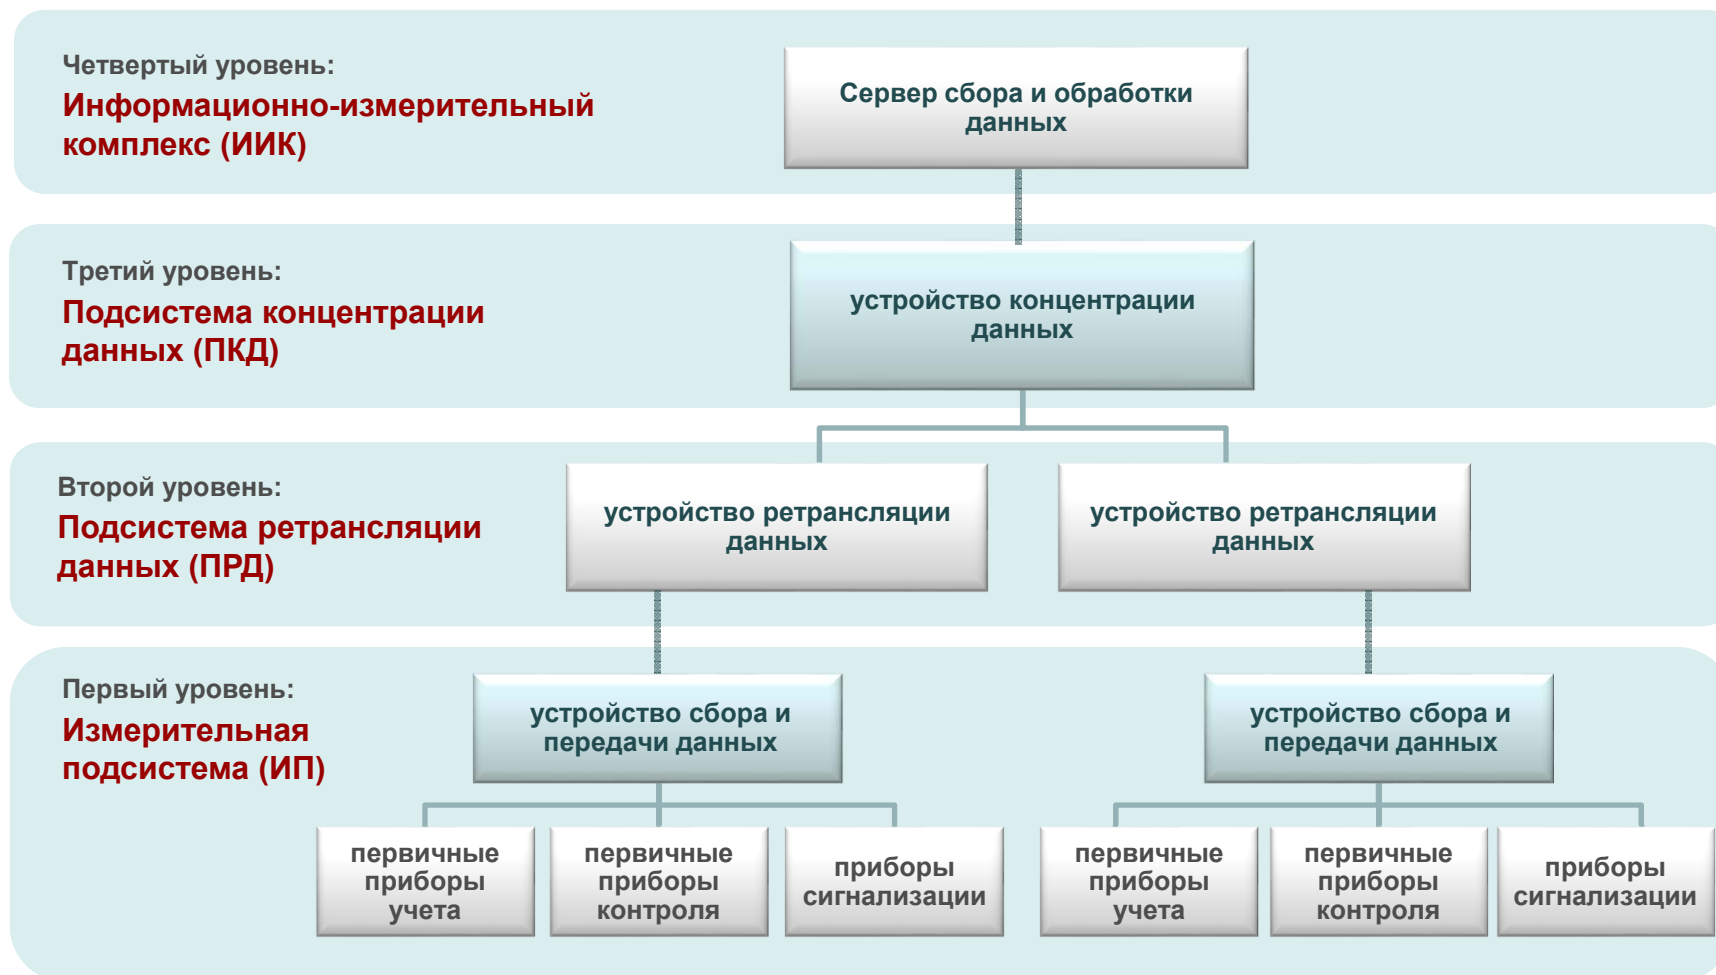 Четвертый уровень:
Информационно-измерительный
комплекс (ИИК)
Сервер сбора и обработки
данных
Третий уровень:
Подсистема концентрации
данных (ПКД)
устройство концентрации
данных
Второй уровень:
Подсистема ретрансляции
данных (ПРД)
устройство ретрансляции
данных
устройство ретрансляции
данных
Первый уровень:
Измерительная
подсистема (ИП)
устройство сбора и
передачи данных
устройство сбора и
передачи данных
первичные
приборы
учета
первичные
приборы
контроля
приборы
сигнализации
первичные
приборы
учета
первичные
приборы
контроля
приборы
сигнализации